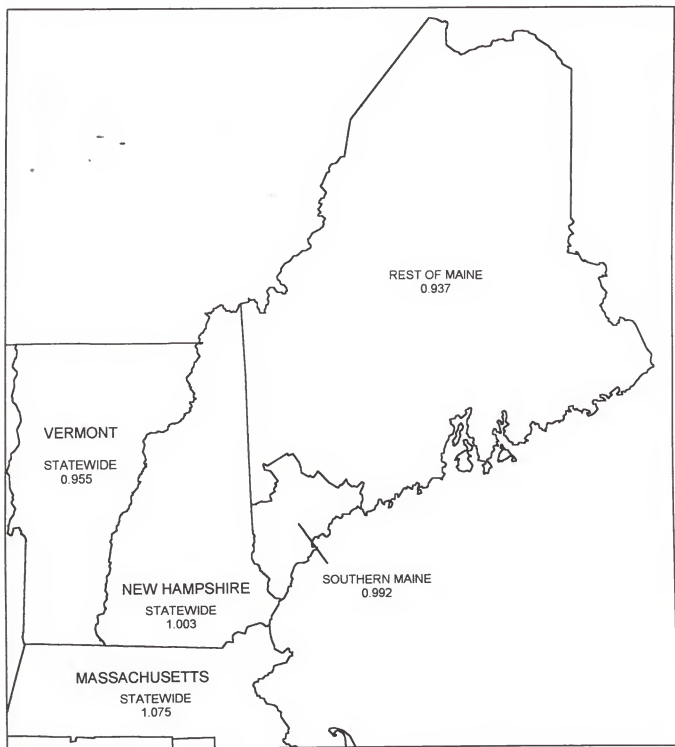 REST OF MAINE
0.937
VERMONT
STATEWIDE
0.955
SOUTHERN MAINE
0.992
NEW HAMPSHIRE
STATEWIDE
1.003
MASSACHUSETTS
STATEWIDE
1.075